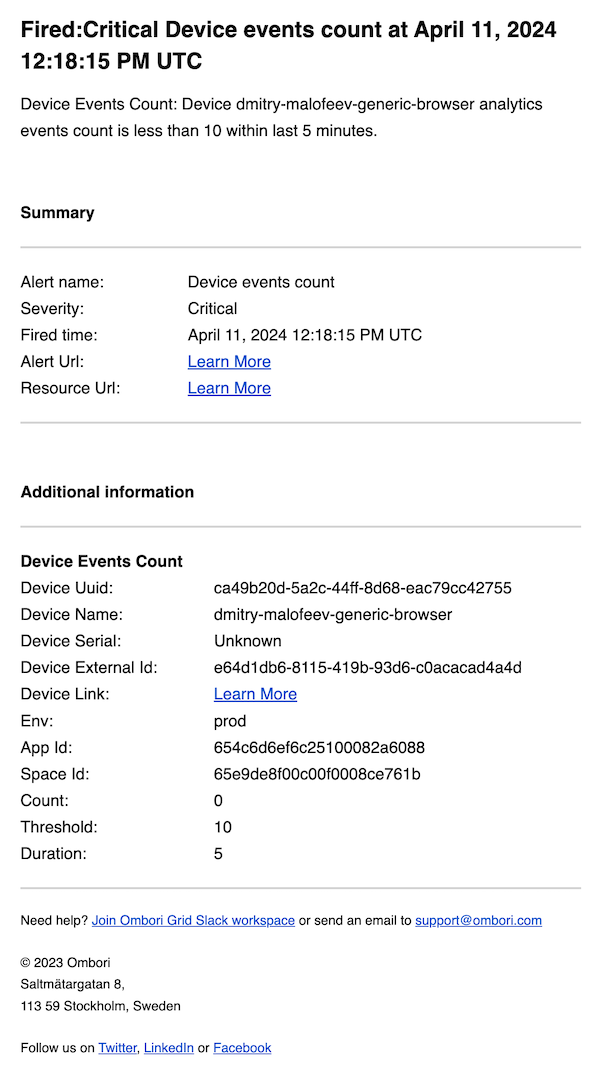 Fired:Critical Device events count at April 11, 2024
12:18:15 PM UTC
Device Events Count: Device dmitry-malofeev-generic-browser analytics
events count is less than 10 within last 5 minutes.
Summary
Alert name: Device events count
Severity: Critical
Fired time: April 11, 2024 12:18:15 PM UTC
Alert Url: Learn More
Resource Url: Learn More
Additional information
Device Events Count
Device Uuid: ca49b20d-5a2c-44ff-8d68-eac79cc42755
Device Name: dmitry-malofeev-generic-browser
Device Serial: Unknown
Device External Id: e64d1db6-8115-419b-93d6-c0acacad4a4d
Device Link: Learn More
Env: prod
App Id: 654c6d6ef6c25100082a6088
Space Id: 65e9de8f00c00f0008ce761b
Count: 0
Threshold: 10
Duration: 5
Need help? Join Ombori Grid Slack workspace or send an email to support@ombori.com
© 2023 Ombori
Saltmätargatan 8,
113 59 Stockholm, Sweden
Follow us on Twitter, LinkedIn or Facebook